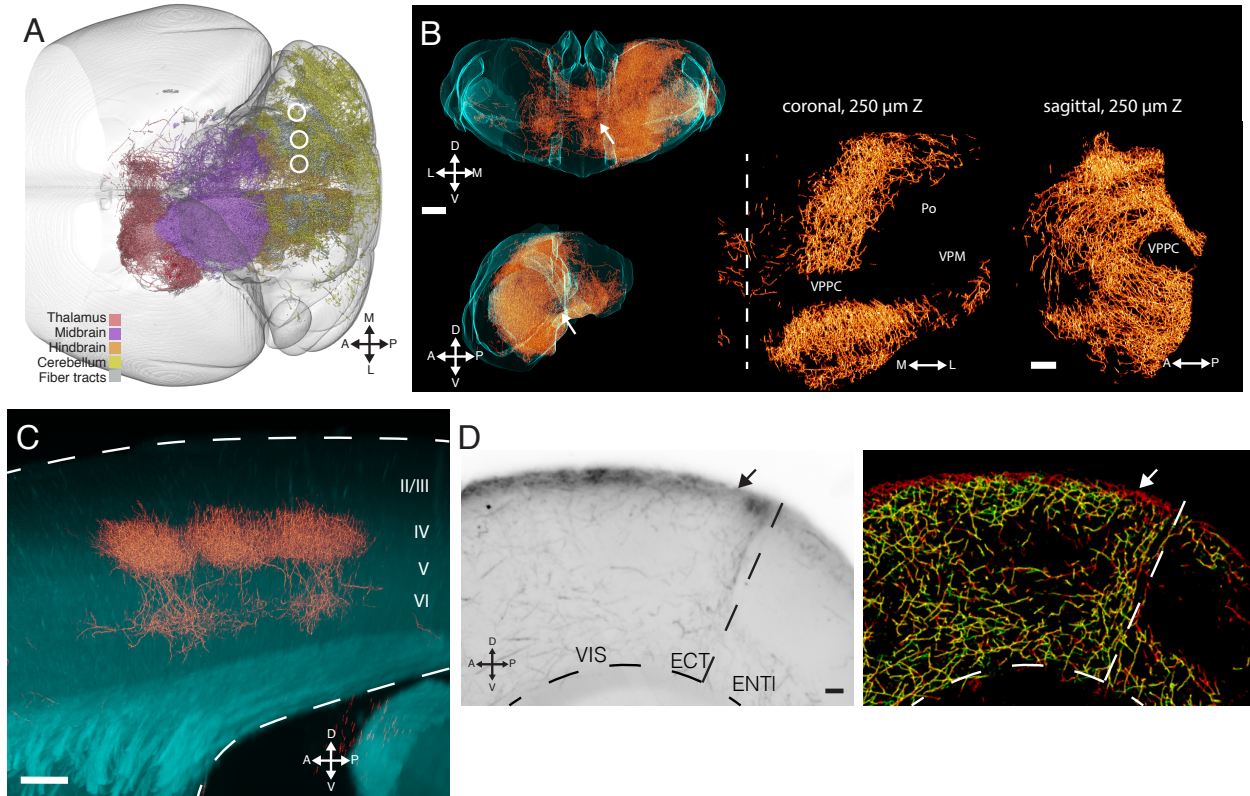 A
Thalamus
Midbrain
Hindbrain
Cerebellum
Fiber tracts
M
A P
L
B
D
L M
V
D
A P
V
coronal, 250 µm Z
Po
VPM
VPPC
M L
sagittal, 250 µm Z
VPPC
A P
C
II/III
IV
V
VI
D
A P
V
D
D
A P
V
VIS
ECT
ENTl